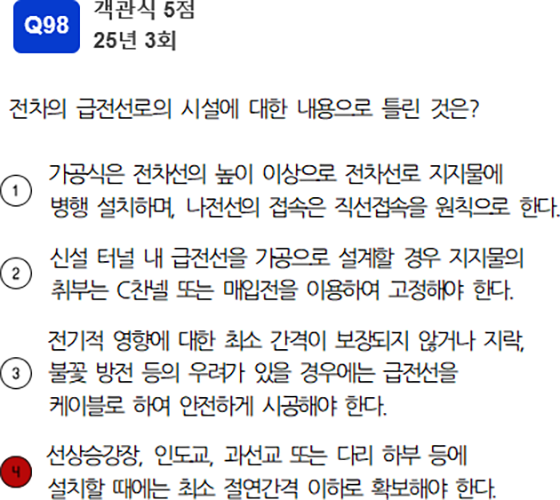 Q98
객관식 5점
25년 3회
전차의 급전선로의 시설에 대한 내용으로 틀린 것은?
1 가공식은 전차선의 높이 이상으로 전차선로 지지물에
병행 설치하며, 나전선의 접속은 직선접속을 원칙으로 한다.
2 신설 터널 내 급전선을 가공으로 설계할 경우 지지물의
취부는 C찬넬 또는 매입전을 이용하여 고정해야 한다.
3 전기적 영향에 대한 최소 간격이 보장되지 않거나 지락,
불꽃 방전 등의 우려가 있을 경우에는 급전선을
케이블로 하여 안전하게 시공해야 한다.
4 선상승강장, 인도교, 과선교 또는 다리 하부 등에
설치할 때에는 최소 절연간격 이하로 확보해야 한다.